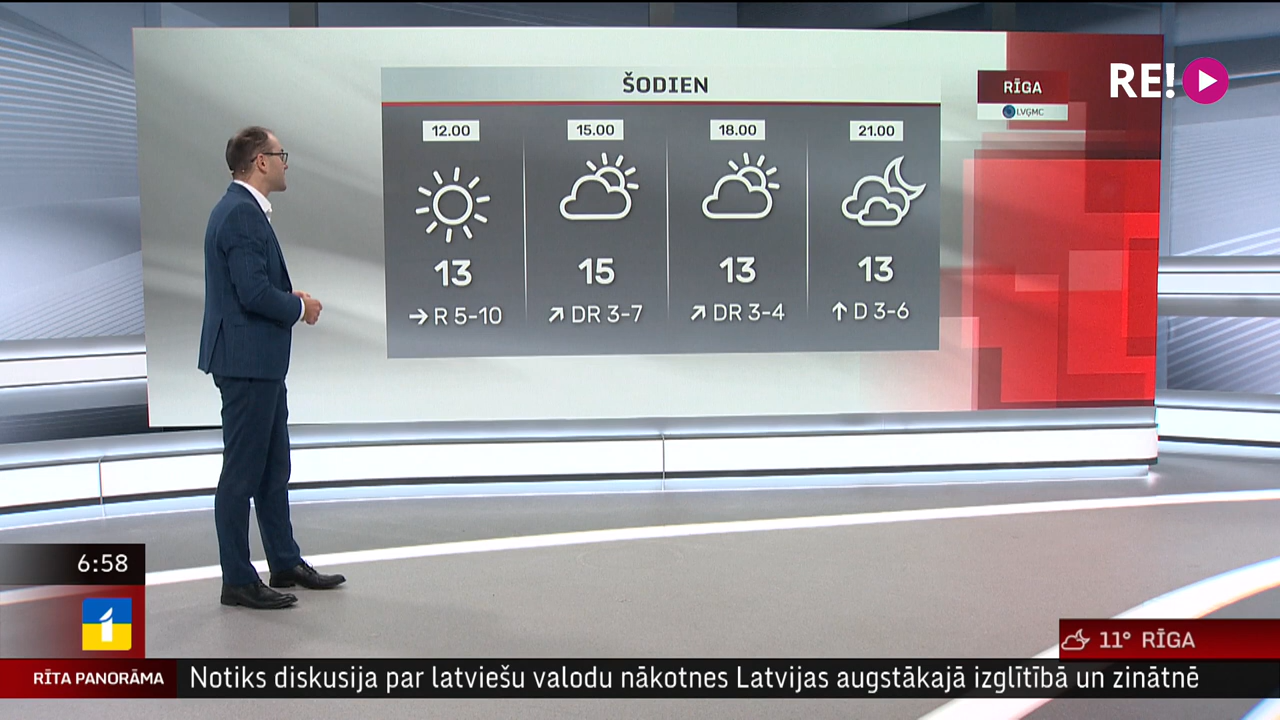 ŠODIEN
RĪGA
LVĢMC
RE!
12.00 15.00 18.00 21.00
13 15 13 13
→ R 5-10 ↗ DR 3-7 ↗ DR 3-4 ↑ D 3-6
6:58
1
11° RĪGA
RĪTA PANORĀMA
Notiks diskusija par latviešu valodu nākotnes Latvijas augstākajā izglītībā un zinātnē